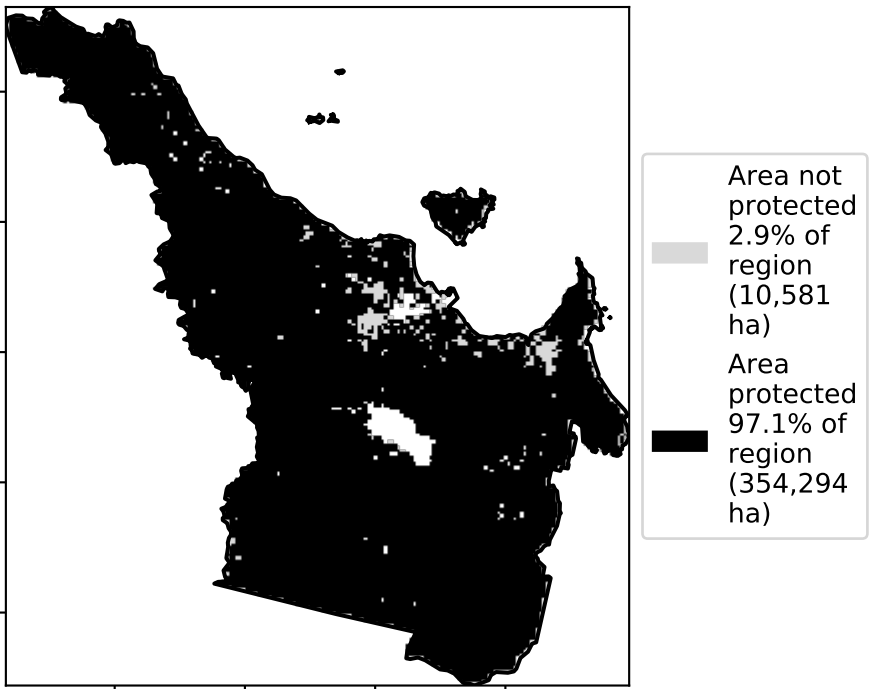 Area not
protected
2.9% of
region
(10,581
ha)
Area
protected
97.1% of
region
(354,294
ha)